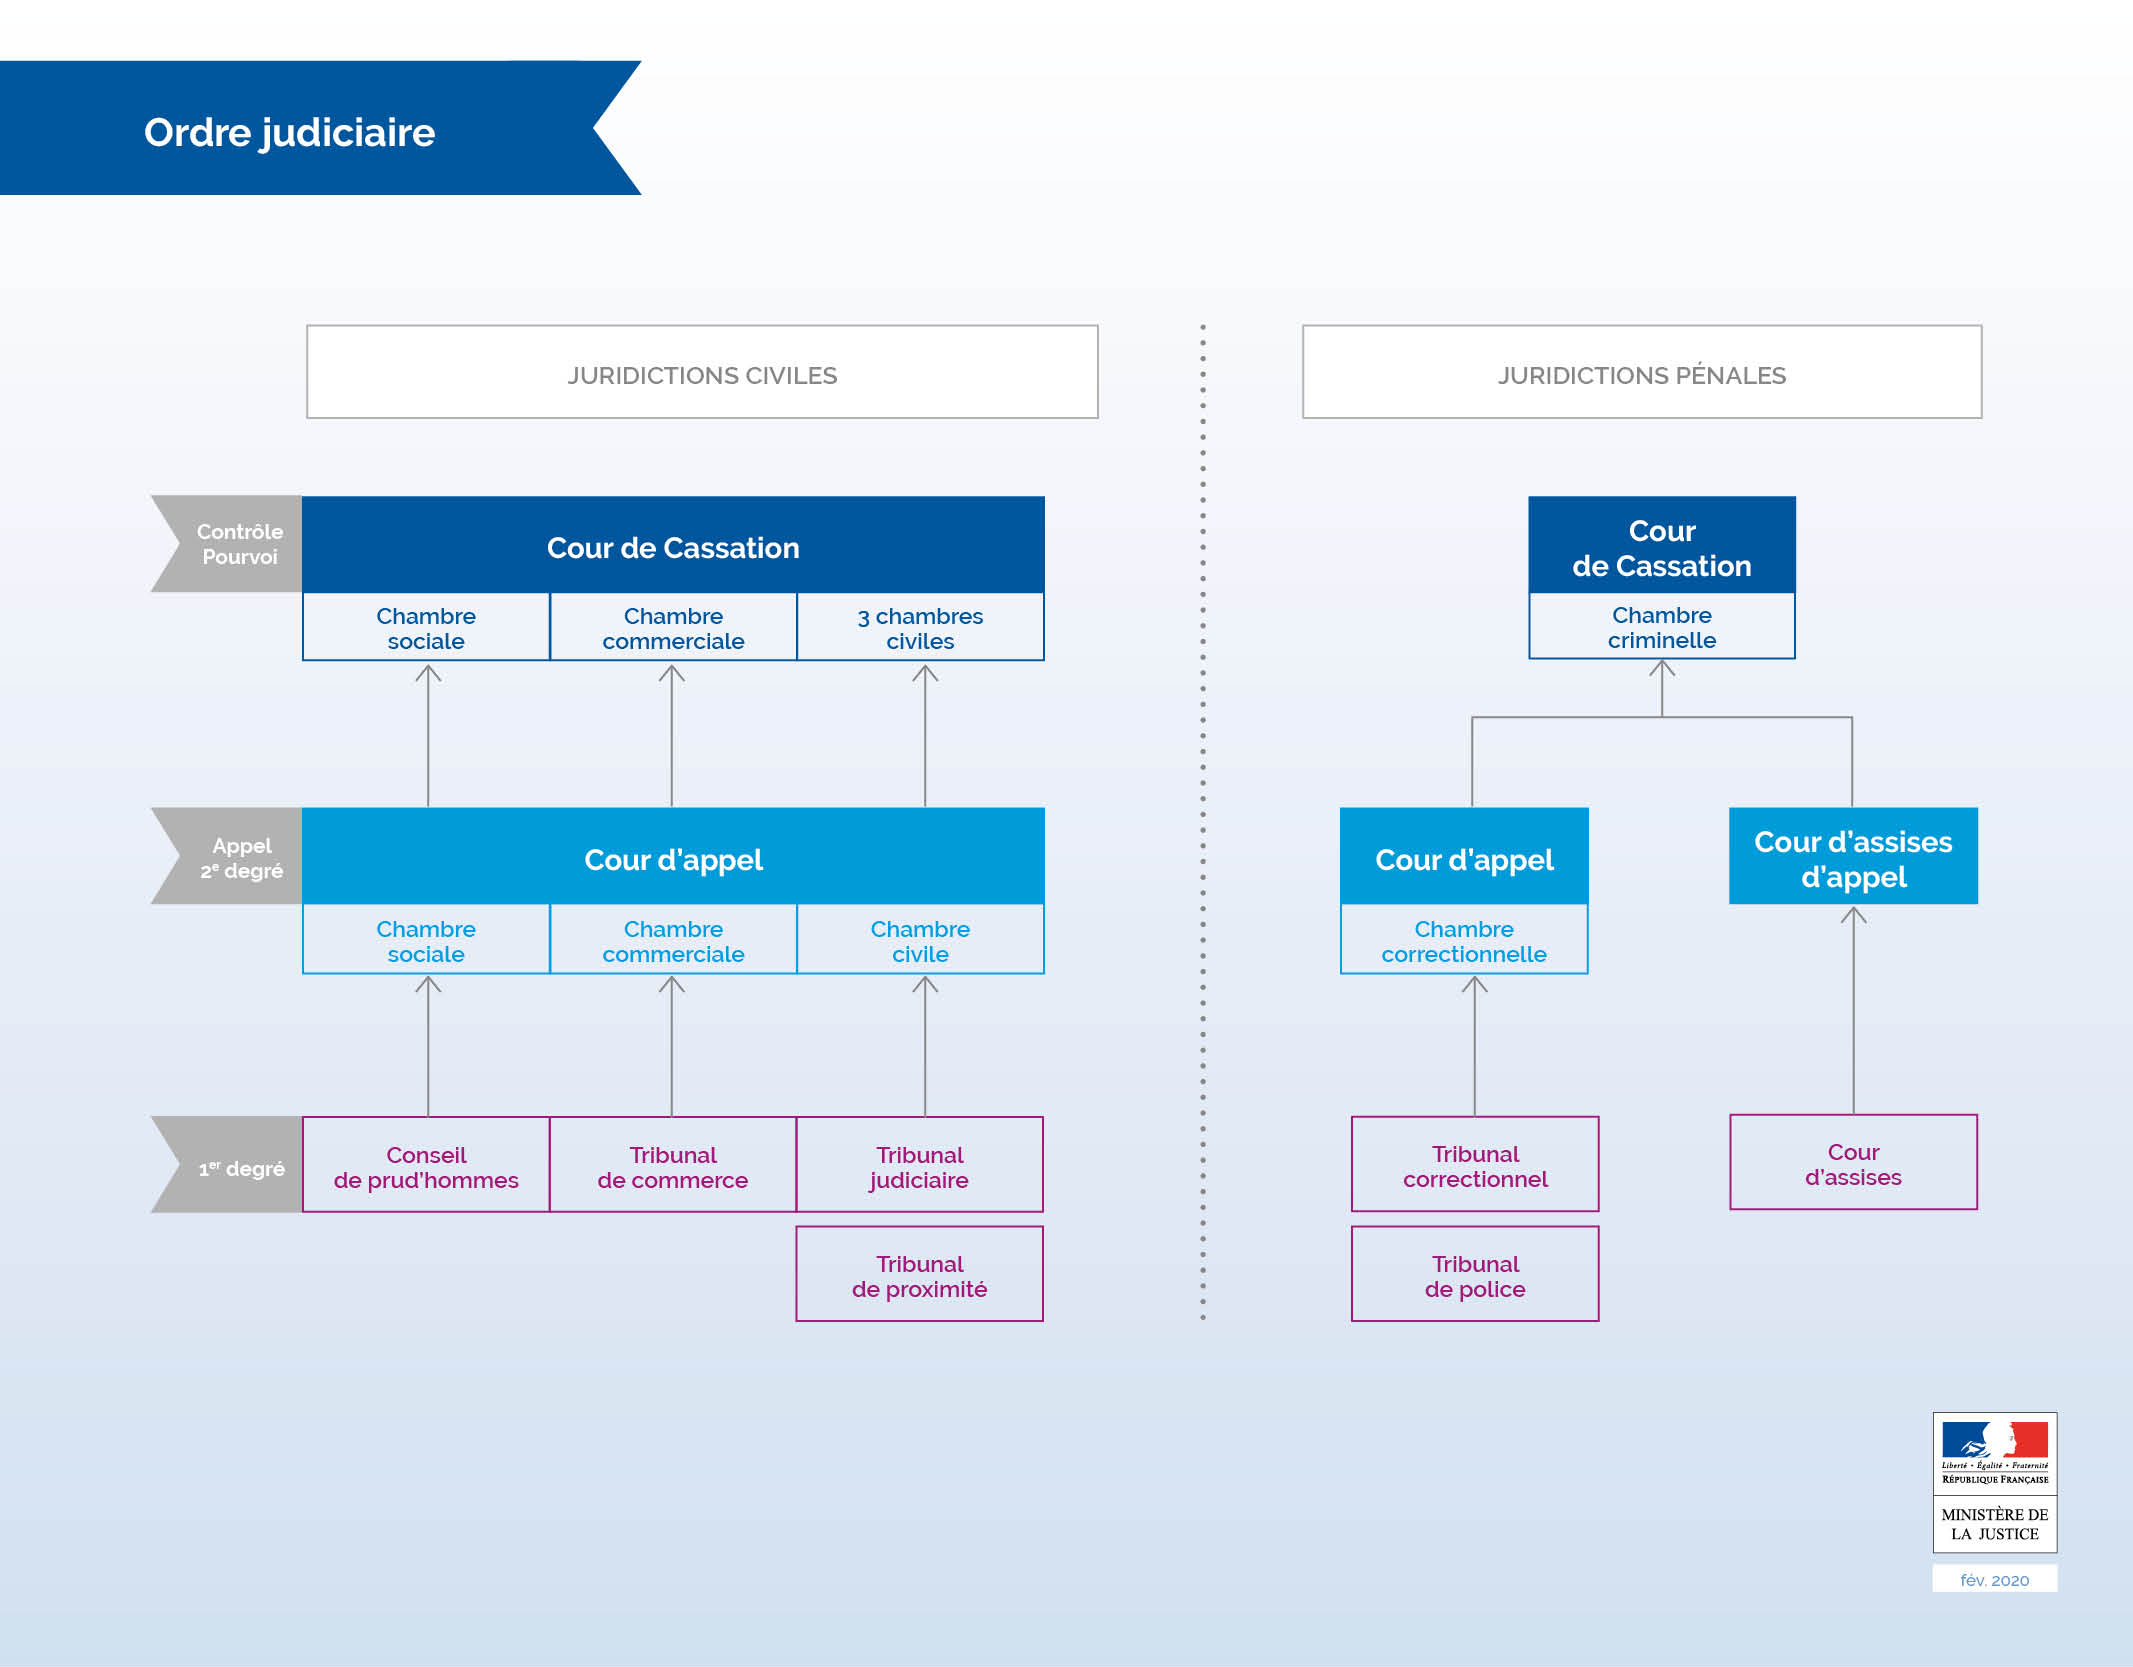 Ordre judiciaire
JURIDICTIONS CIVILES
JURIDICTIONS PÉNALES
Contrôle
Pourvoi
Cour de Cassation
Chambre
sociale
Chambre
commerciale
3 chambres
civiles
Cour
de Cassation
Chambre
criminelle
Appel
2e degré
Cour d’appel
Chambre
sociale
Chambre
commerciale
Chambre
civile
Cour d’appel
Chambre
correctionnelle
Cour d’assises
d’appel
1er degré
Conseil
de prud’hommes
Tribunal
de commerce
Tribunal
judiciaire
Tribunal
de proximité
Tribunal
correctionnel
Tribunal
de police
Cour
d’assises
Liberté • Égalité • Fraternité
RÉPUBLIQUE FRANÇAISE
MINISTÈRE DE
LA JUSTICE
fév. 2020